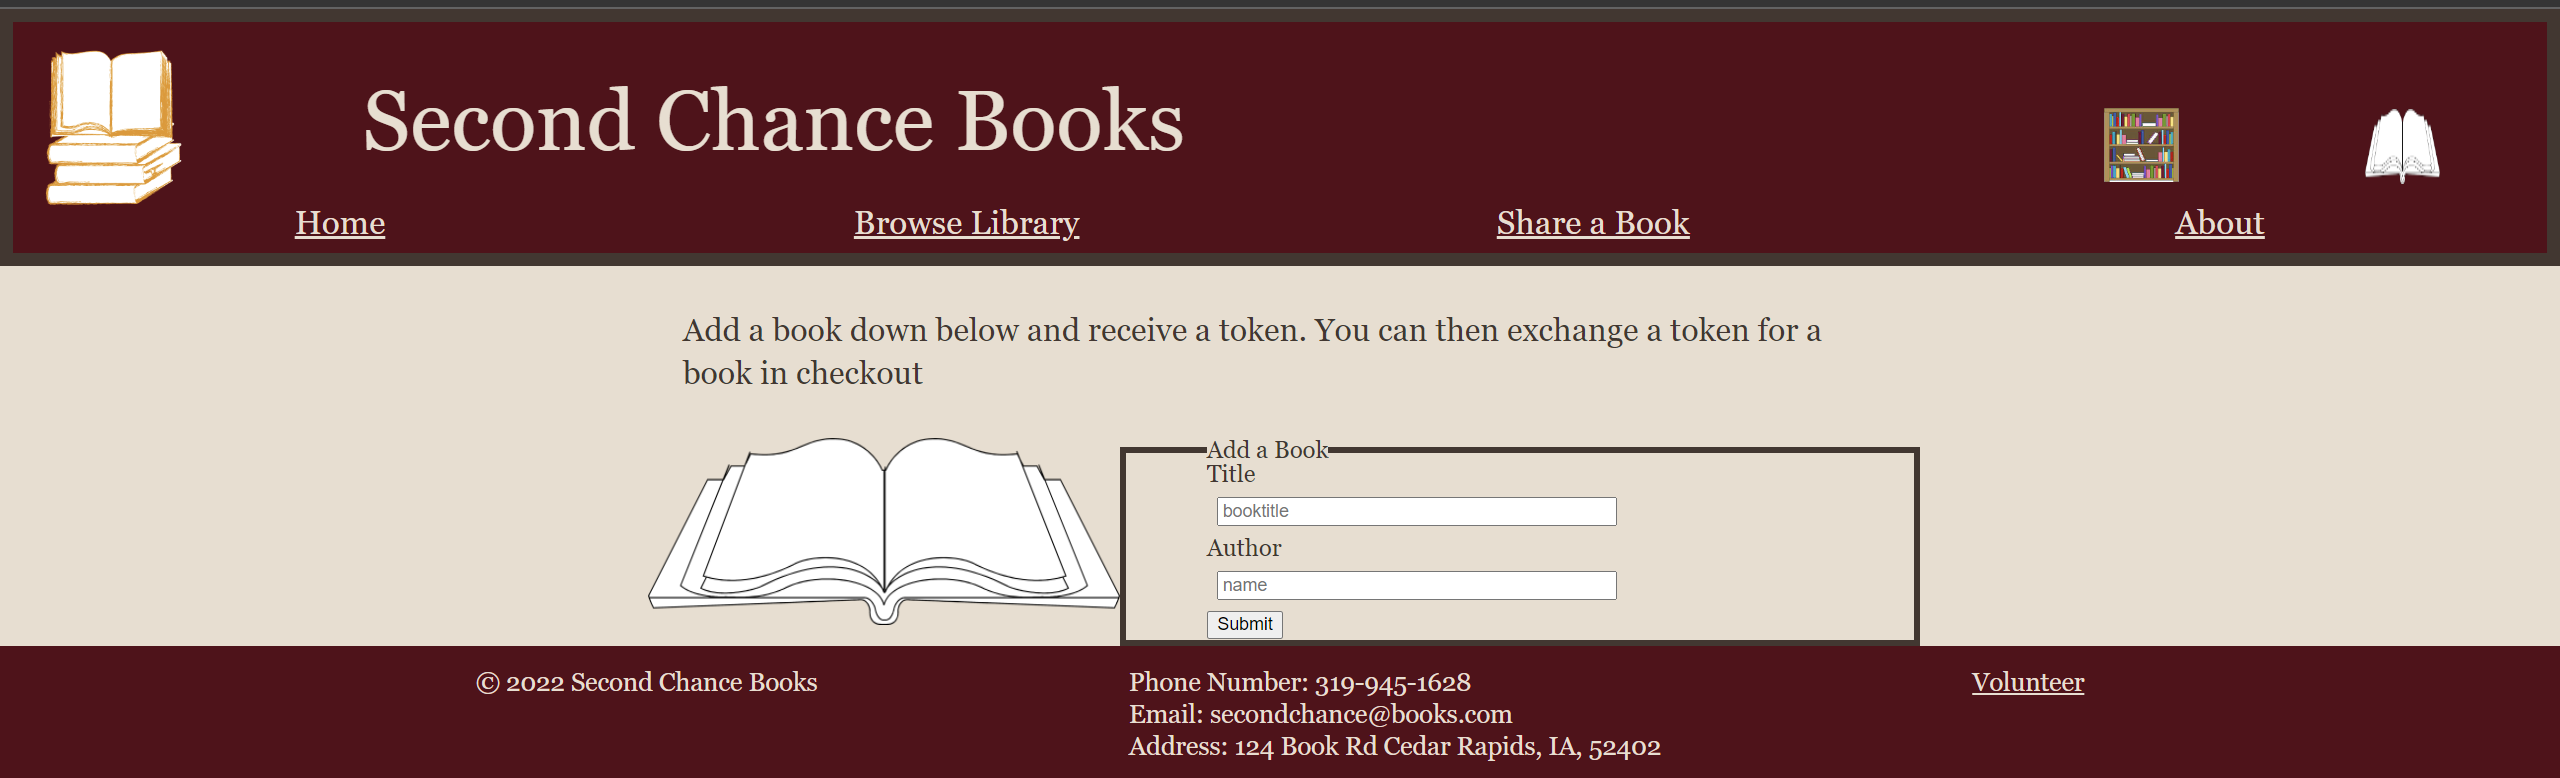 Second Chance Books
Home
Browse Library
Share a Book
About
Add a book down below and receive a token. You can then exchange a token for a
book in checkout
Add a Book
Title
booktitle
Author
name
Submit
© 2022 Second Chance Books
Phone Number: 319-945-1628
Email: secondchance@books.com
Address: 124 Book Rd Cedar Rapids, IA, 52402
Volunteer